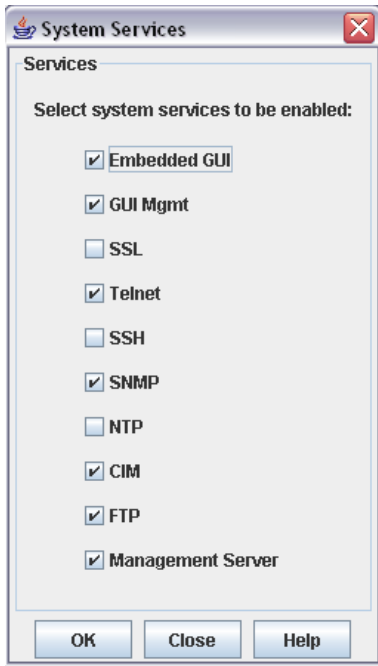 System Services
Services
Select system services to be enabled:
Embedded GUI
GUI Mgmt
SSL
Telnet
SSH
SNMP
NTP
CIM
FTP
Management Server
OK Close Help